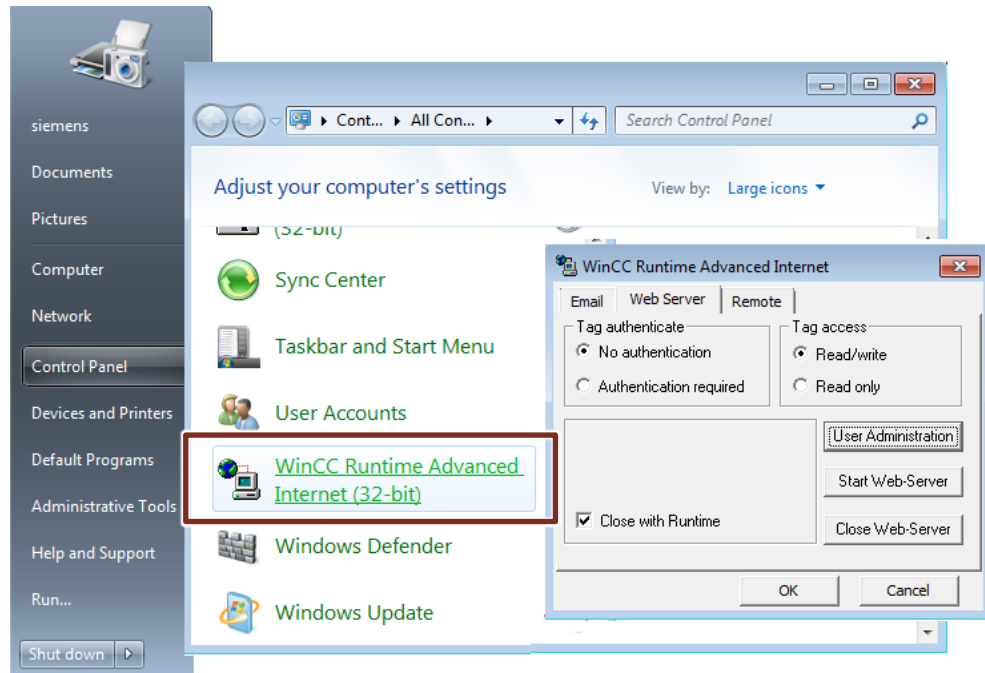 siemens
Documents
Pictures
Computer
Network
Control Panel
Devices and Printers
Default Programs
Administrative Tools
Help and Support
Run...
Shut down
Cont... All Con...
Search Control Panel
Adjust your computer's settings
View by: Large icons
(32-bit)
Sync Center
Taskbar and Start Menu
User Accounts
WinCC Runtime Advanced
Internet (32-bit)
Windows Defender
Windows Update
WinCC Runtime Advanced Internet
Email Web Server Remote
Tag authenticate
No authentication
Authentication required
Tag access
Read/write
Read only
User Administration
Start Web-Server
Close with Runtime
Close Web-Server
OK Cancel